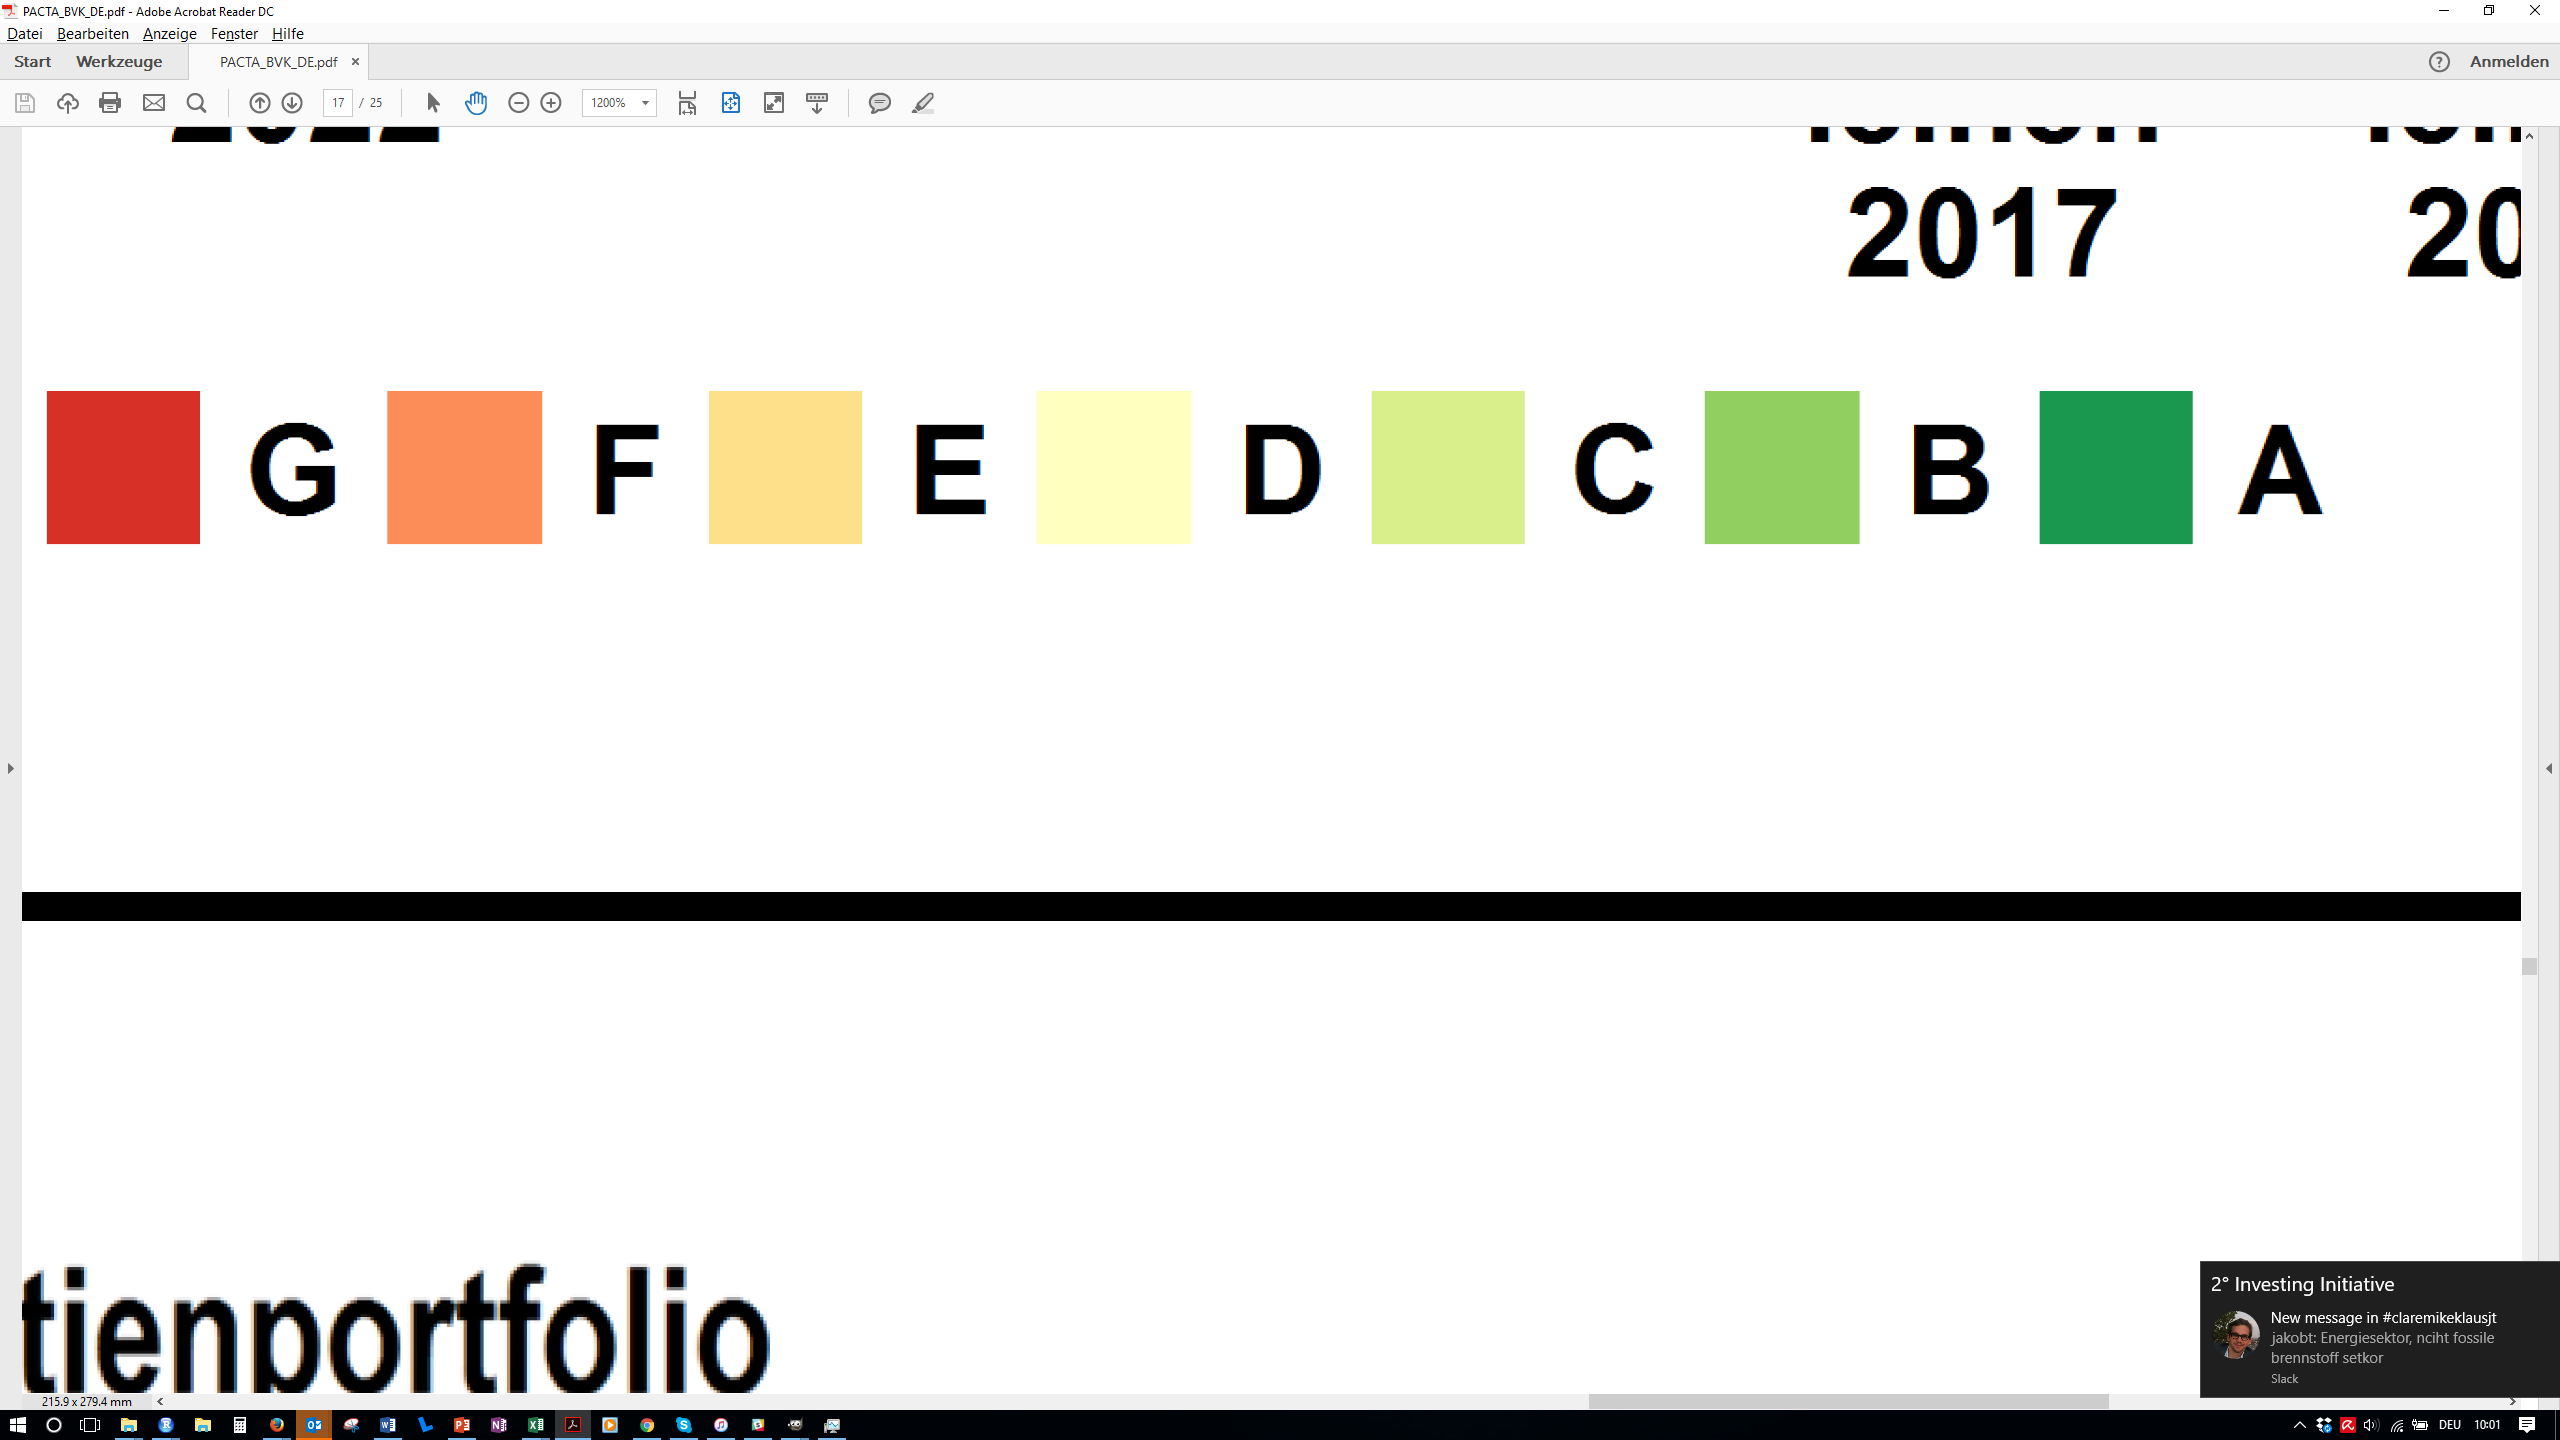 PACTA_BVK_DE.pdf - Adobe Acrobat Reader DC
Datei Bearbeiten Anzeige Fenster Hilfe
Start Werkzeuge PACTA_BVK_DE.pdf × Anmelden
17 / 25 1200%
2022
2017
20
G F E D C B A
tienportfolio
2° Investing Initiative
New message in #claremikeklausjt
jakobt: Energiesektor, nciht fossile
brennstoff setkor
Slack
215.9 x 279.4 mm
DEU 10:01